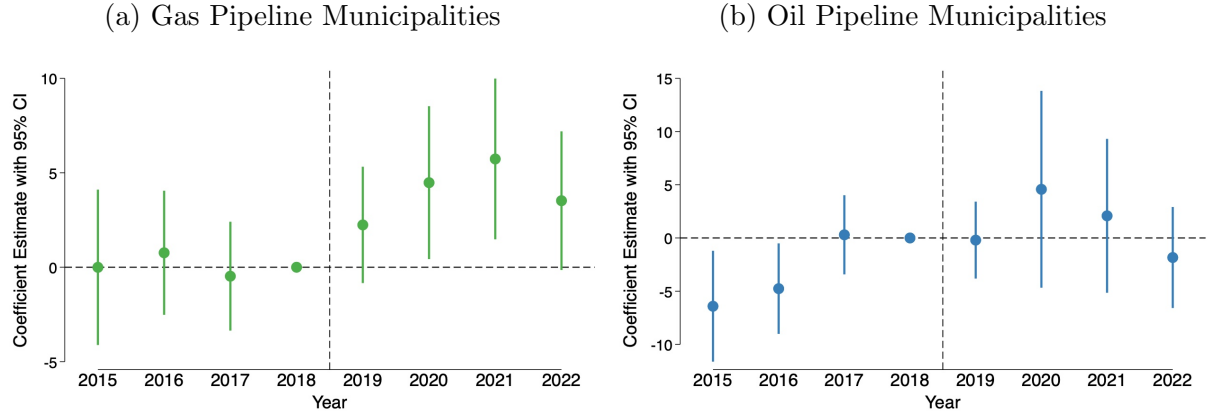 (a) Gas Pipeline Municipalities
Coefficient Estimate with 95% CI
10
5
0
-5
2015 2016 2017 2018 2019 2020 2021 2022
Year
(b) Oil Pipeline Municipalities
Coefficient Estimate with 95% CI
15
10
5
0
-5
-10
2015 2016 2017 2018 2019 2020 2021 2022
Year